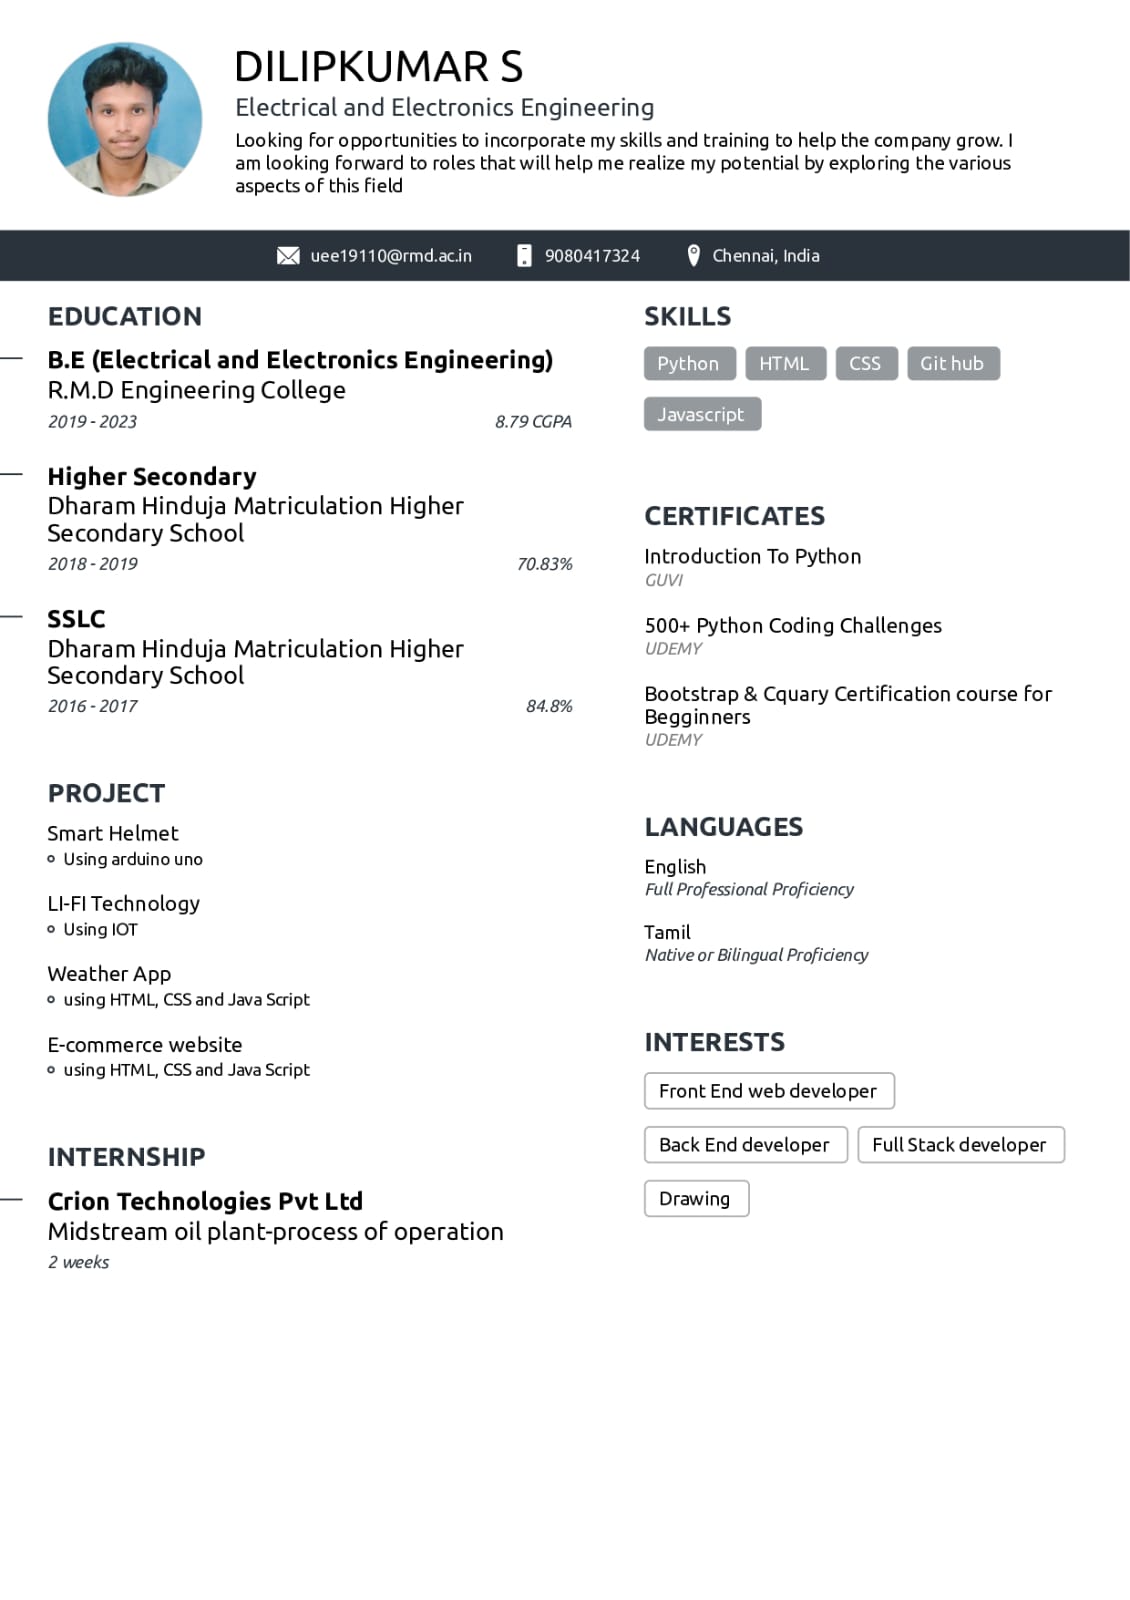 DILIPKUMAR S
Electrical and Electronics Engineering
Looking for opportunities to incorporate my skills and training to help the company grow. I
am looking forward to roles that will help me realize my potential by exploring the various
aspects of this field
uee19110@rmd.ac.in 9080417324 Chennai, India
EDUCATION
B.E (Electrical and Electronics Engineering)
R.M.D Engineering College
2019 - 2023 8.79 CGPA
Higher Secondary
Dharam Hinduja Matriculation Higher
Secondary School
2018 - 2019 70.83%
SSLC
Dharam Hinduja Matriculation Higher
Secondary School
2016 - 2017 84.8%
PROJECT
Smart Helmet
Using arduino uno
LI-FI Technology
Using IOT
Weather App
using HTML, CSS and Java Script
E-commerce website
using HTML, CSS and Java Script
INTERNSHIP
Crion Technologies Pvt Ltd
Midstream oil plant-process of operation
2 weeks
SKILLS
Python HTML CSS Git hub
Javascript
CERTIFICATES
Introduction To Python
GUVI
500+ Python Coding Challenges
UDEMY
Bootstrap & Cquary Certification course for
Begginners
UDEMY
LANGUAGES
English
Full Professional Proficiency
Tamil
Native or Bilingual Proficiency
INTERESTS
Front End web developer
Back End developer Full Stack developer
Drawing